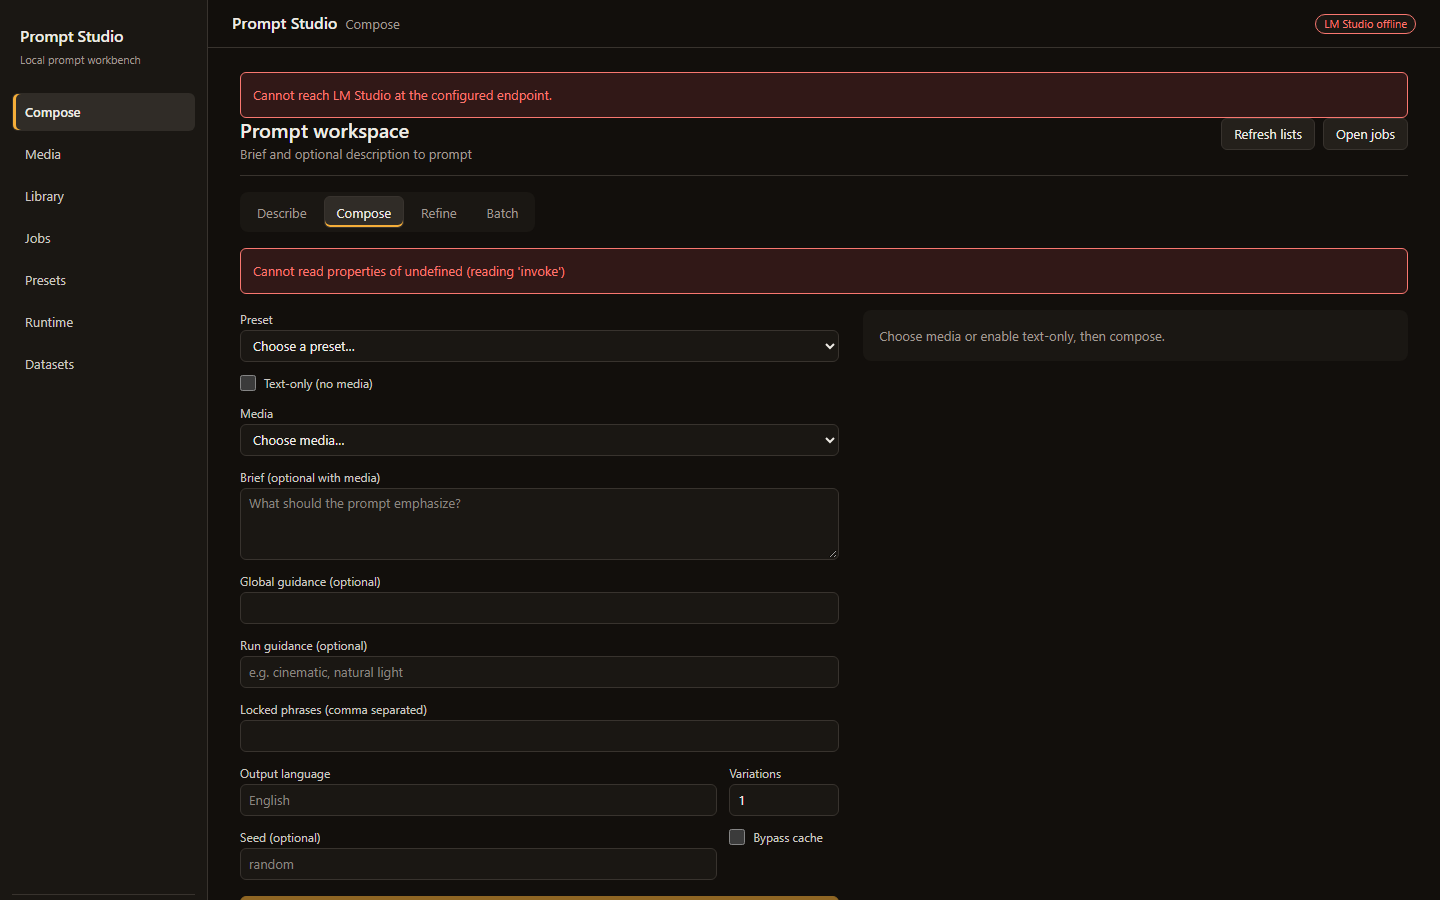 Prompt Studio
Local prompt workbench
Compose
Media
Library
Jobs
Presets
Runtime
Datasets
Prompt Studio Compose
LM Studio offline
Cannot reach LM Studio at the configured endpoint.
Prompt workspace
Brief and optional description to prompt
Refresh lists
Open jobs
Describe
Compose
Refine
Batch
Cannot read properties of undefined (reading 'invoke')
Preset
Choose a preset...
Text-only (no media)
Media
Choose media...
Brief (optional with media)
What should the prompt emphasize?
Global guidance (optional)
Run guidance (optional)
e.g. cinematic, natural light
Locked phrases (comma separated)
Output language
English
Variations
1
Seed (optional)
random
Bypass cache
Choose media or enable text-only, then compose.